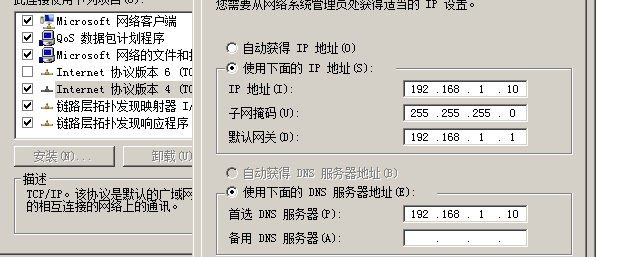 此连接使用下列项目(O):
Microsoft 网络客户端
QoS 数据包计划程序
Microsoft 网络的文件和
Internet 协议版本 6 (TC
Internet 协议版本 4 (TC
链路层拓扑发现映射器 I/
链路层拓扑发现响应程序
安装(N)...
卸载(U)
描述
TCP/IP。该协议是默认的广域网
的相互连接的网络上的通讯。
您需要从网络系统管理员处获得适当的 IP 设置。
自动获得 IP 地址(O)
使用下面的 IP 地址(S):
IP 地址(I):
192 .168 . 1 . 10
子网掩码(U):
255 .255 .255 . 0
默认网关(D):
192 .168 . 1 . 1
自动获得 DNS 服务器地址(B)
使用下面的 DNS 服务器地址(E):
首选 DNS 服务器(P):
192 .168 . 1 . 10
备用 DNS 服务器(A):
. . .